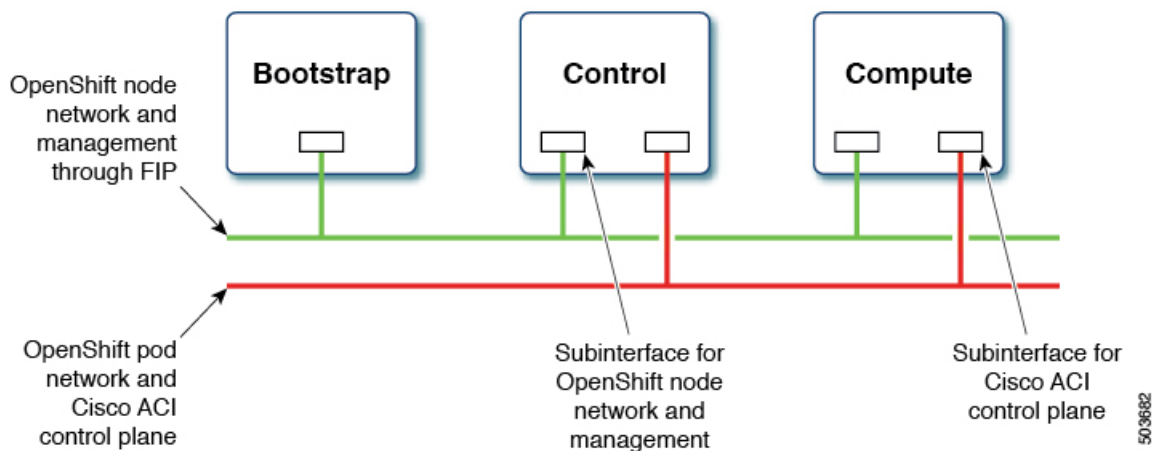 Bootstrap
Control
Compute
OpenShift node
network and
management
through FIP
OpenShift pod
network and
Cisco ACI
control plane
Subinterface for
OpenShift node
network and
management
Subinterface for
Cisco ACI
control plane
503682